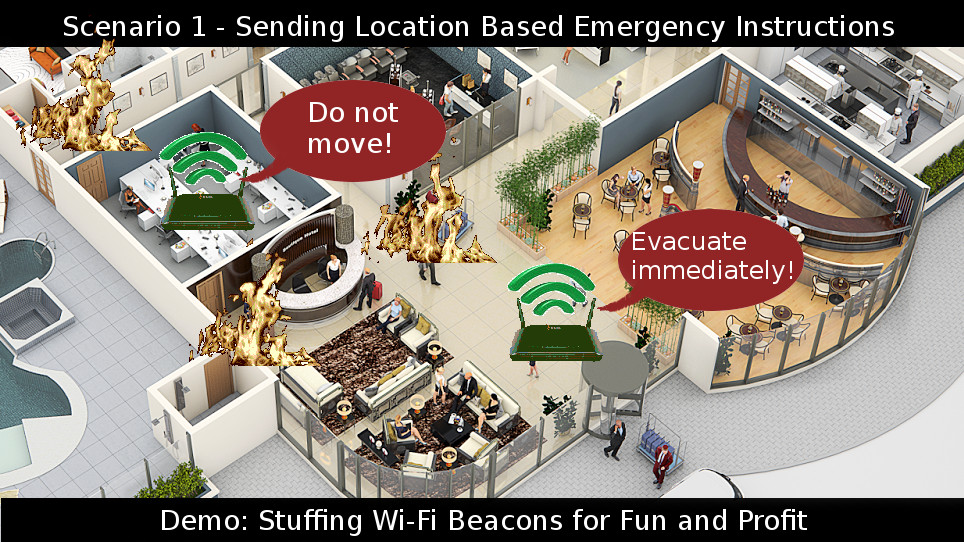 Scenario 1 - Sending Location Based Emergency Instructions
Do not
move!
Evacuate
immediately!
Demo: Stuffing Wi-Fi Beacons for Fun and Profit